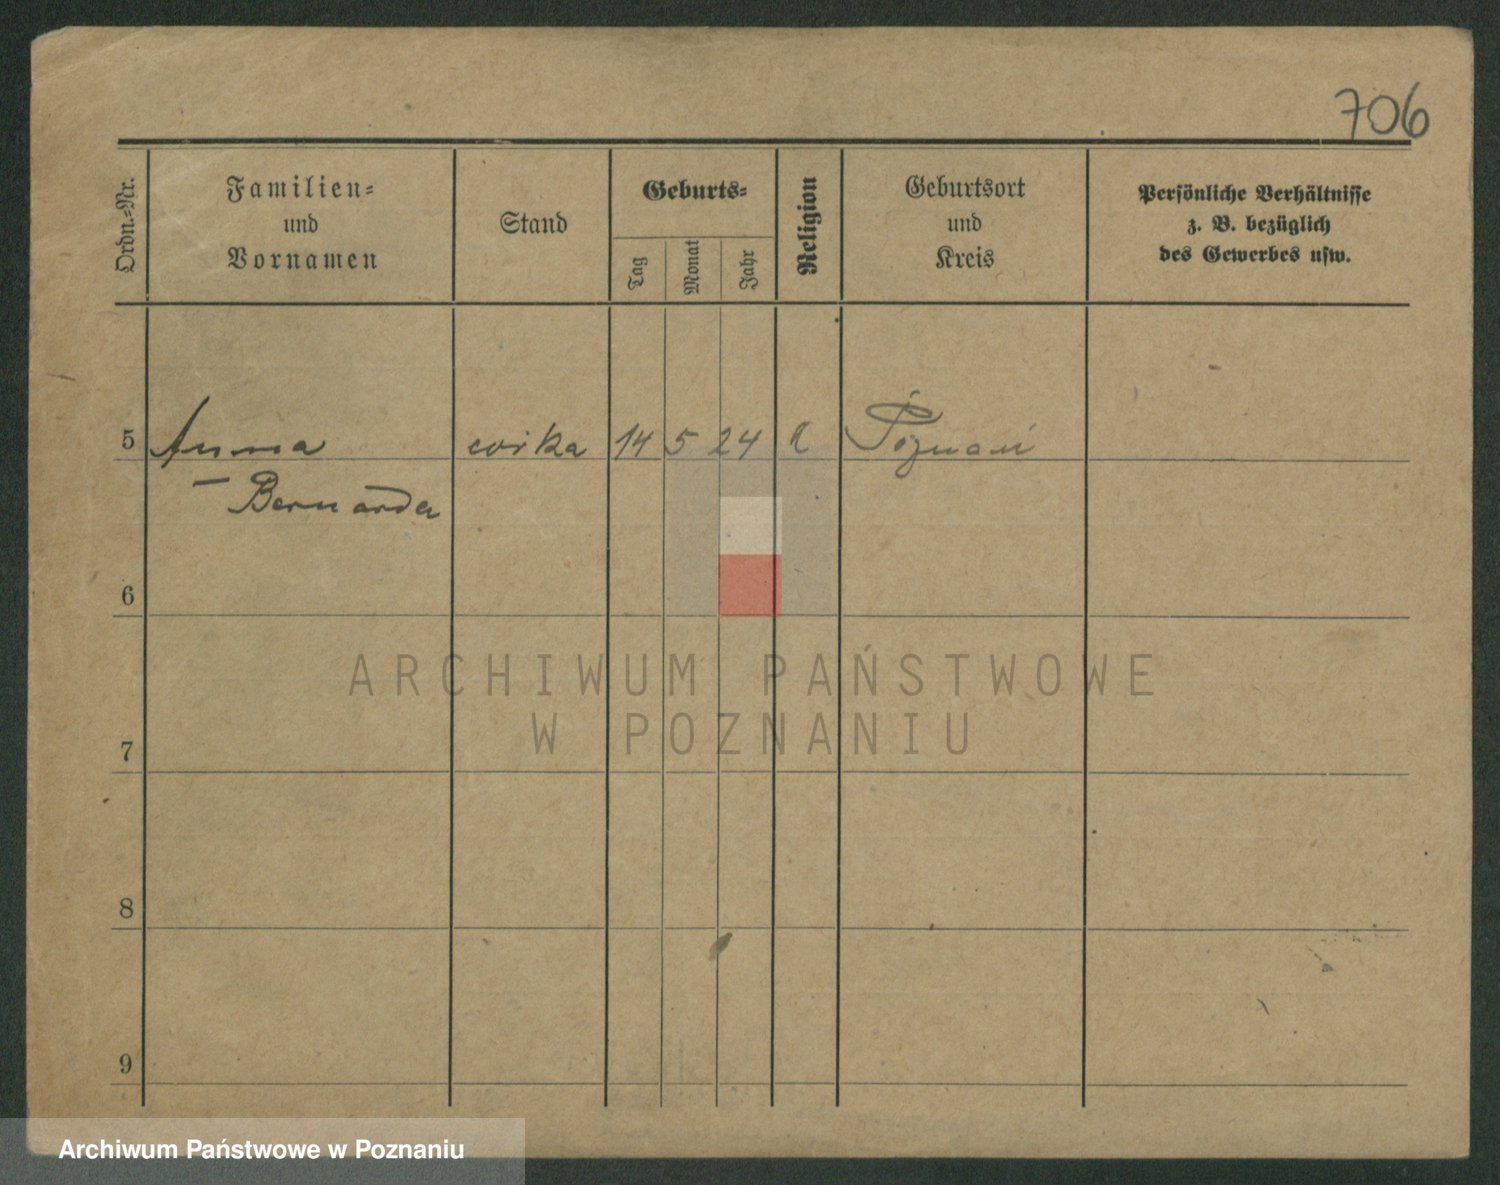 706
Ordn.-Nr.
Familien-
und
Vornamen
Stand
Geburts-
Tag
Monat
Jahr
Religion
Geburtsort
und
Kreis
Persönliche Verhältnisse
z. B. bezüglich
des Gewerbes usw.
5 Anna córka 14 5 24 Poznań
— Bernarda
6
ARCHIWUM PAŃSTWOWE
W POZNANIU
7
8
9
Archiwum Państwowe w Poznaniu